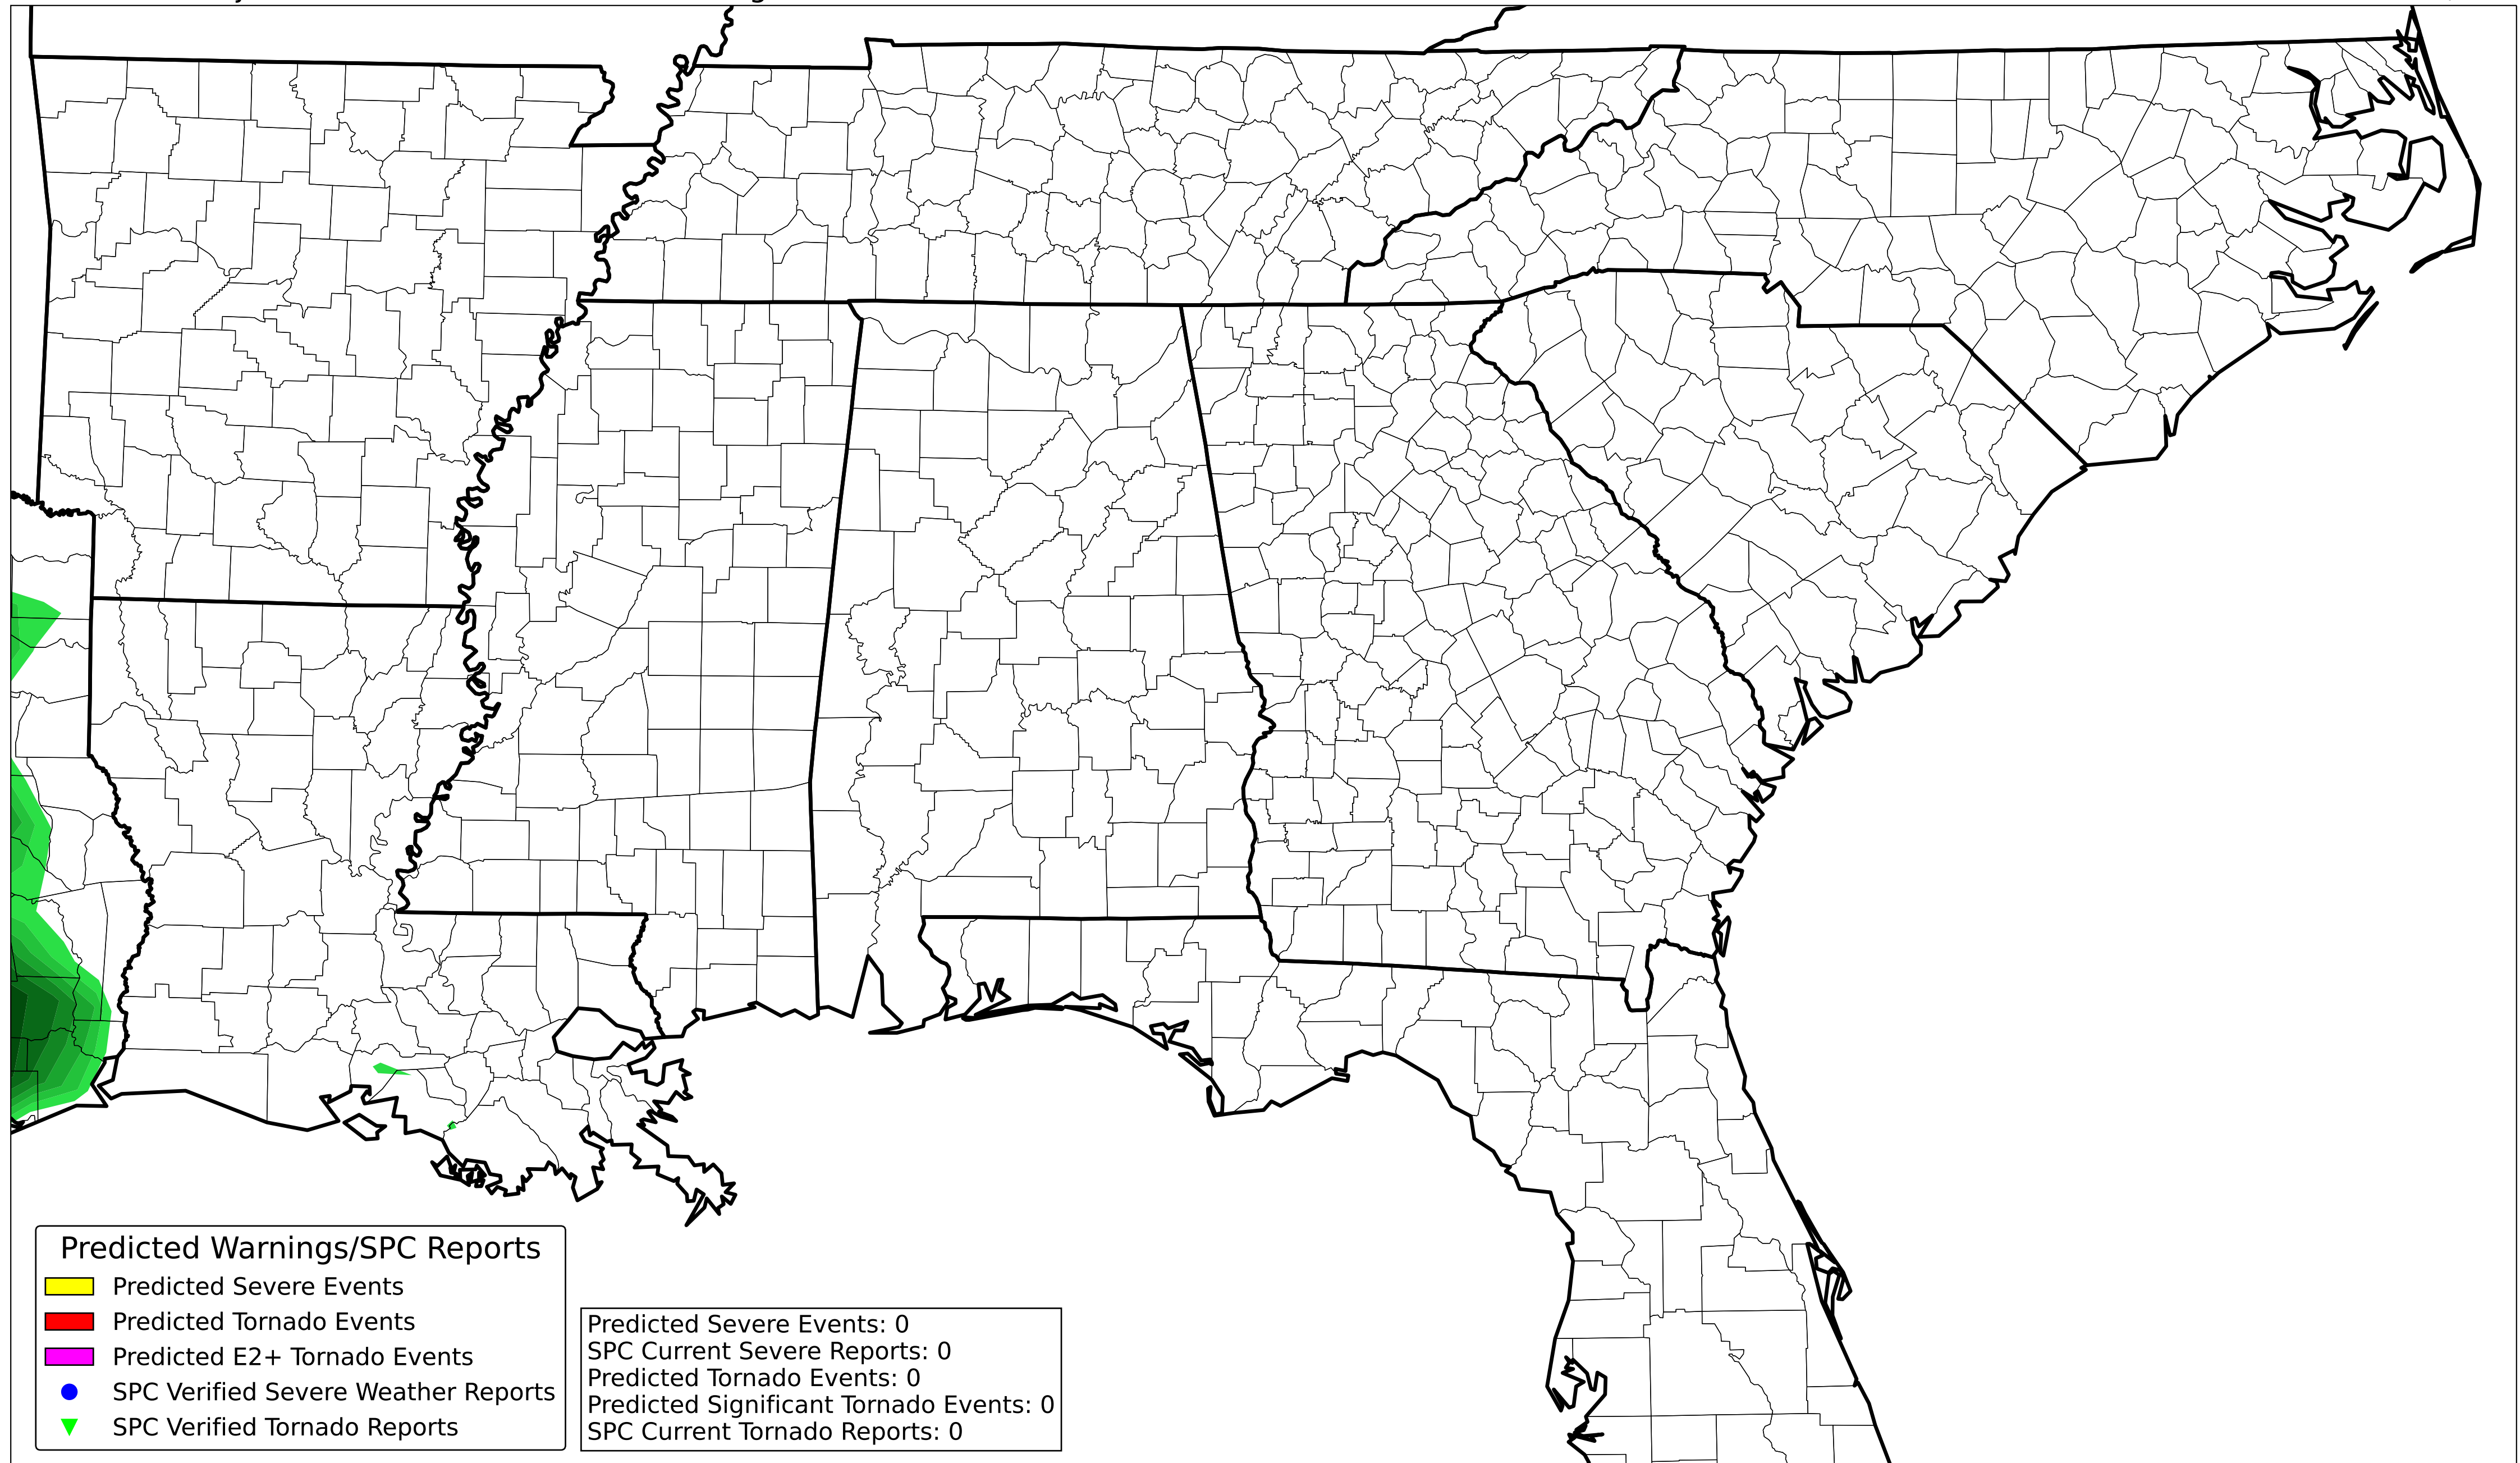 Predicted Warnings/SPC Reports
Predicted Severe Events
Predicted Tornado Events
Predicted E2+ Tornado Events
SPC Verified Severe Weather Reports
SPC Verified Tornado Reports
Predicted Severe Events: 0
SPC Current Severe Reports: 0
Predicted Tornado Events: 0
Predicted Significant Tornado Events: 0
SPC Current Tornado Reports: 0